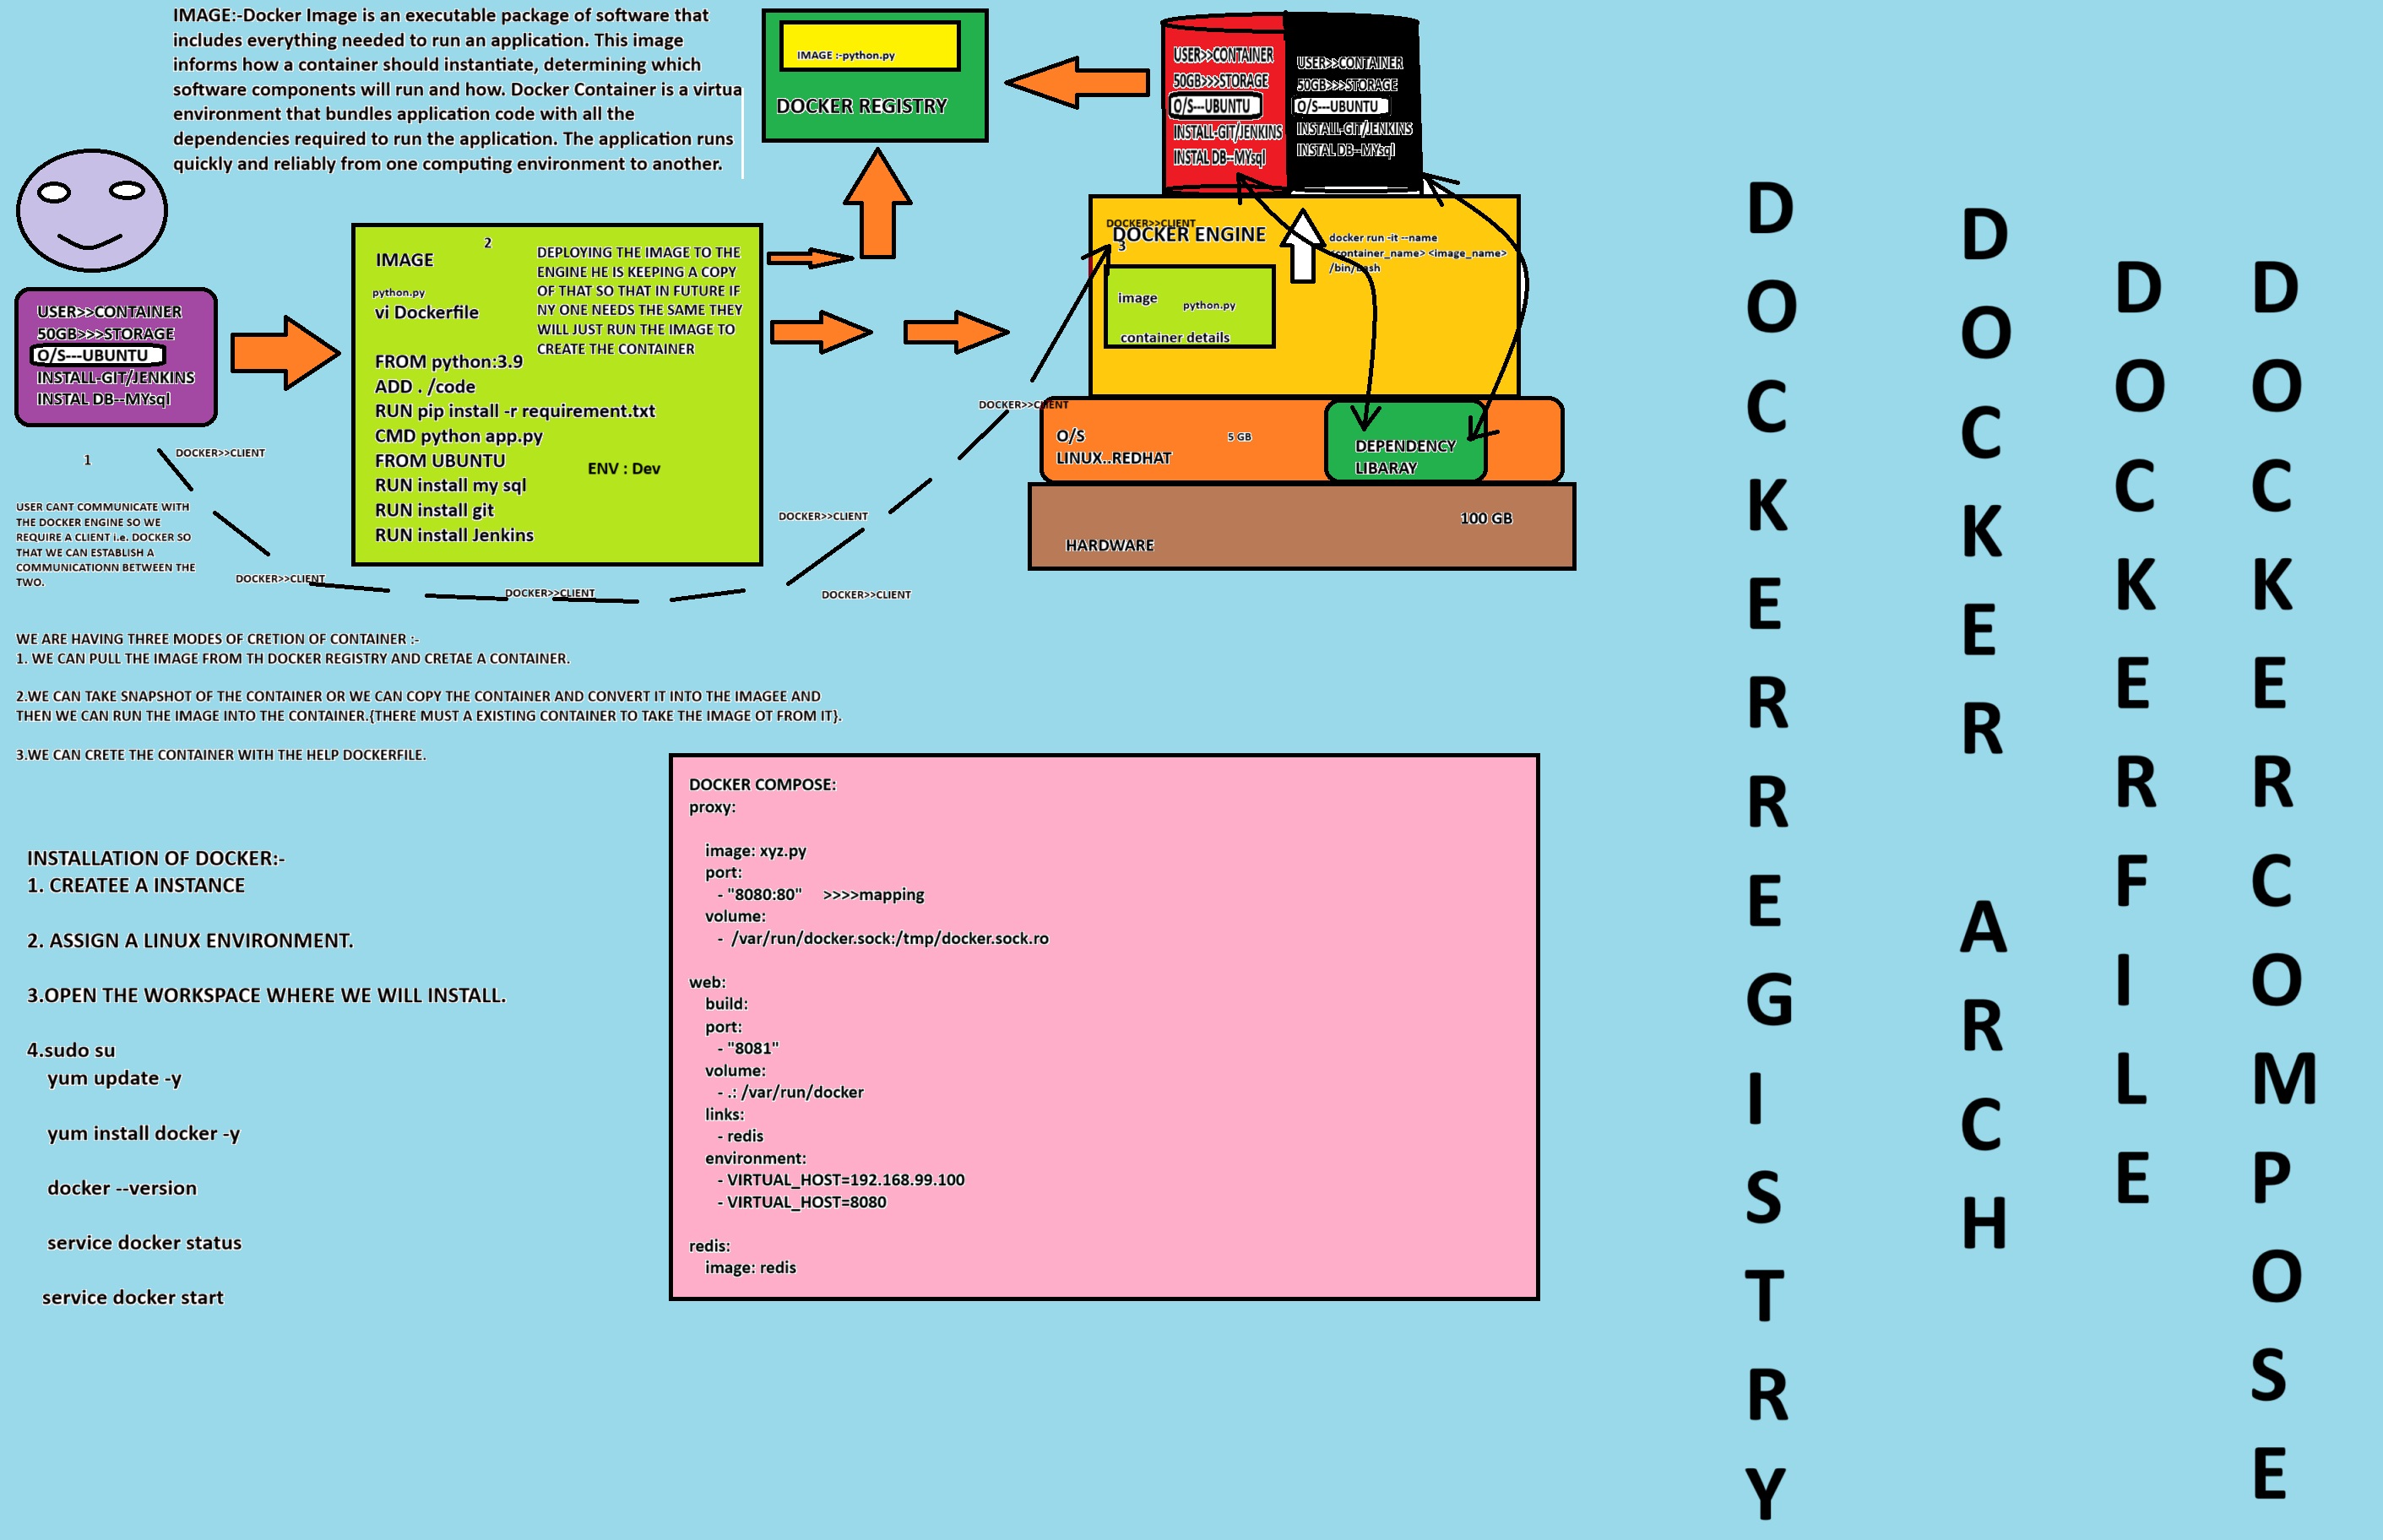 IMAGE:-Docker Image is an executable package of software that
includes everything needed to run an application. This image
informs how a container should instantiate, determining which
software components will run and how. Docker Container is a virtua
environment that bundles application code with all the
dependencies required to run the application. The application runs
quickly and reliably from one computing environment to another.
IMAGE :-python.py
DOCKER REGISTRY
USER>>CONTAINER
50GB>>>STORAGE
O/S---UBUNTU
INSTALL-GIT/JENKINS
INSTAL DB--MYsql
USER>>CONTAINER
50GB>>>STORAGE
O/S---UBUNTU
INSTALL-GIT/JENKINS
INSTAL DB--MYsql
USER>>CONTAINER
50GB>>>STORAGE
O/S---UBUNTU
INSTALL-GIT/JENKINS
INSTAL DB--MYsql
1
2
IMAGE
python.py
vi Dockerfile
DEPLOYING THE IMAGE TO THE
ENGINE HE IS KEEPING A COPY
OF THAT SO THAT IN FUTURE IF
NY ONE NEEDS THE SAME THEY
WILL JUST RUN THE IMAGE TO
CREATE THE CONTAINER
FROM python:3.9
ADD . /code
RUN pip install -r requirement.txt
CMD python app.py
FROM UBUNTU
RUN install my sql
RUN install git
RUN install Jenkins
ENV : Dev
DOCKER>>CLIENT
DOCKER ENGINE
3
docker run -it --name
<container_name> <image_name>
/bin/bash
image
python.py
container details
DOCKER>>CLIENT
O/S
LINUX..REDHAT
5 GB
DEPENDENCY
LIBARAY
100 GB
HARDWARE
DOCKER>>CLIENT
DOCKER>>CLIENT
DOCKER>>CLIENT
DOCKER>>CLIENT
DOCKER>>CLIENT
USER CANT COMMUNICATE WITH
THE DOCKER ENGINE SO WE
REQUIRE A CLIENT i.e. DOCKER SO
THAT WE CAN ESTABLISH A
COMMUNICATIONN BETWEEN THE
TWO.
WE ARE HAVING THREE MODES OF CRETION OF CONTAINER :-
1. WE CAN PULL THE IMAGE FROM TH DOCKER REGISTRY AND CRETAE A CONTAINER.
2.WE CAN TAKE SNAPSHOT OF THE CONTAINER OR WE CAN COPY THE CONTAINER AND CONVERT IT INTO THE IMAGEE AND
THEN WE CAN RUN THE IMAGE INTO THE CONTAINER.{THERE MUST A EXISTING CONTAINER TO TAKE THE IMAGE OT FROM IT}.
3.WE CAN CRETE THE CONTAINER WITH THE HELP DOCKERFILE.
INSTALLATION OF DOCKER:-
1. CREATEE A INSTANCE
2. ASSIGN A LINUX ENVIRONMENT.
3.OPEN THE WORKSPACE WHERE WE WILL INSTALL.
4.sudo su
yum update -y
yum install docker -y
docker --version
service docker status
service docker start
DOCKER COMPOSE:
proxy:
image: xyz.py
port:
- "8080:80" >>>>mapping
volume:
- /var/run/docker.sock:/tmp/docker.sock.ro
web:
build:
port:
- "8081"
volume:
- .: /var/run/docker
links:
- redis
environment:
- VIRTUAL_HOST=192.168.99.100
- VIRTUAL_HOST=8080
redis:
image: redis
DOCKERREGISTRY
DOCKER ARCH
DOCKERFILE
DOCKERCOMPOSE